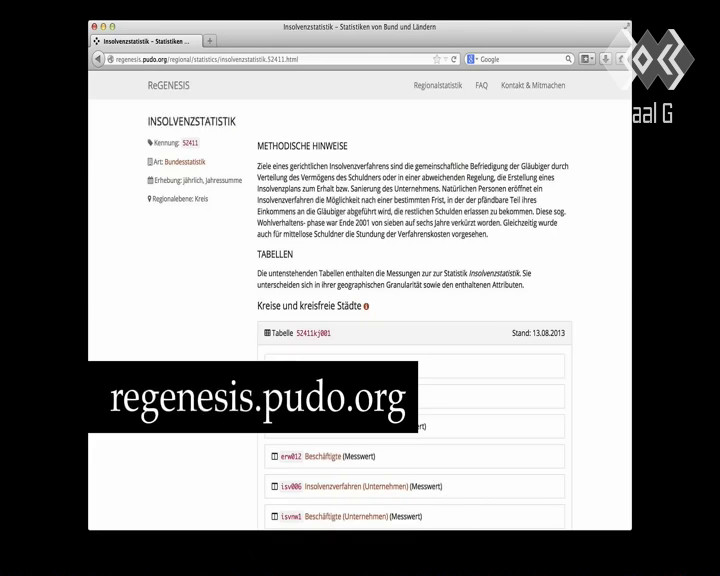 Insolvenzstatistik – Statistiken von Bund und Ländern
Insolvenzstatistik – Statistiken ...
regenesis.pudo.org/regional/statistics/insolvenzstatistik.52411.html
Google
ReGENESIS
Regionalstatistik FAQ Kontakt & Mitmachen
aal G
INSOLVENZSTATISTIK
Kennung: 52411
Art: Bundesstatistik
Erhebung: jährlich, Jahressumme
Regionalebene: Kreis
METHODISCHE HINWEISE
Ziele eines gerichtlichen Insolvenzverfahrens sind die gemeinschaftliche Befriedigung der Gläubiger durch
Verteilung des Vermögens des Schuldners oder in einer abweichenden Regelung, die Erstellung eines
Insolvenzplans zum Erhalt bzw. Sanierung des Unternehmens. Natürlichen Personen eröffnet ein
Insolvenzverfahren die Möglichkeit nach einer bestimmten Frist, in der der pfändbare Teil ihres
Einkommens an die Gläubiger abgeführt wird, die restlichen Schulden erlassen zu bekommen. Diese sog.
Wohlverhaltens- phase war Ende 2001 von sieben auf sechs Jahre verkürzt worden. Gleichzeitig wurde
auch für mittellose Schuldner die Stundung der Verfahrenskosten vorgesehen.
TABELLEN
Die untenstehenden Tabellen enthalten die Messungen zur zur Statistik Insolvenzstatistik. Sie
unterscheiden sich in ihrer geographischen Granularität sowie den enthaltenen Attributen.
Kreise und kreisfreie Städte
Tabelle 52411kj001 Stand: 13.08.2013
regenesis.pudo.org
ert)
erw012 Beschäftigte (Messwert)
isv006 Insolvenzverfahren (Unternehmen) (Messwert)
isvnw1 Beschäftigte (Unternehmen) (Messwert)